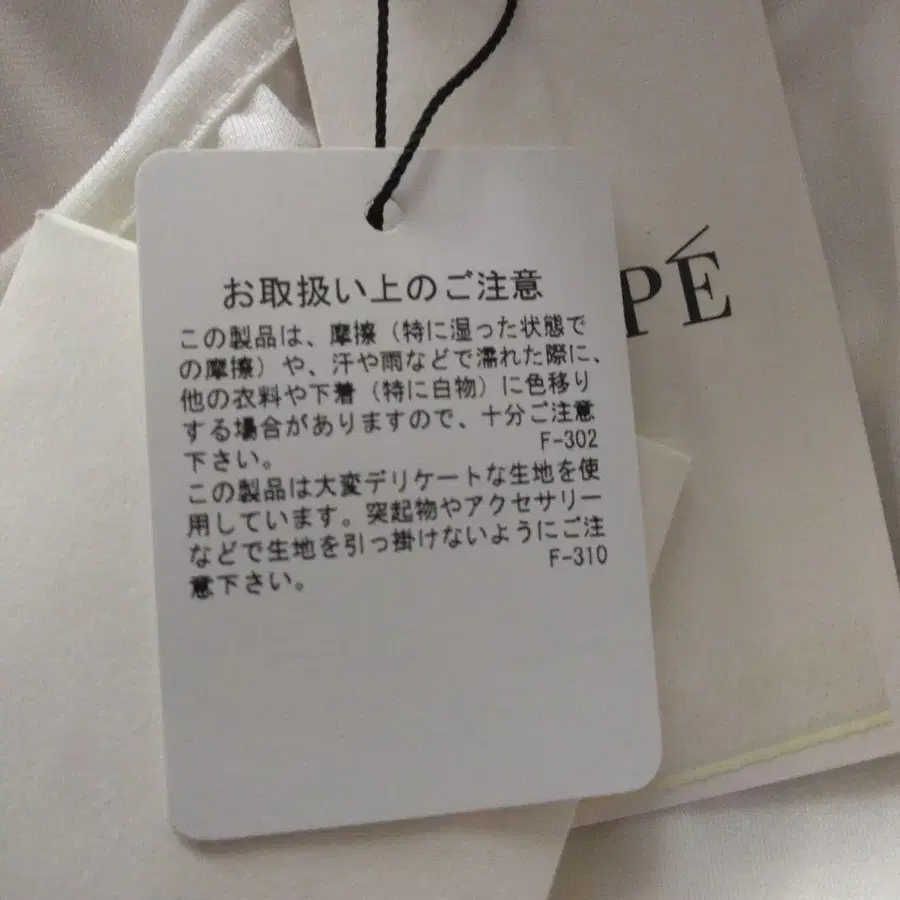 お取扱い上のご注意
この製品は、摩擦（特に湿った状態で
の摩擦）や、汗や雨などで濡れた際に、
他の衣料や下着（特に白物）に色移り
する場合がありますので、十分ご注意
下さい。
F-302
この製品は大変デリケートな生地を使
用しています。突起物やアクセサリー
などで生地を引っ掛けないようにご注
意下さい。
F-310
PÉ